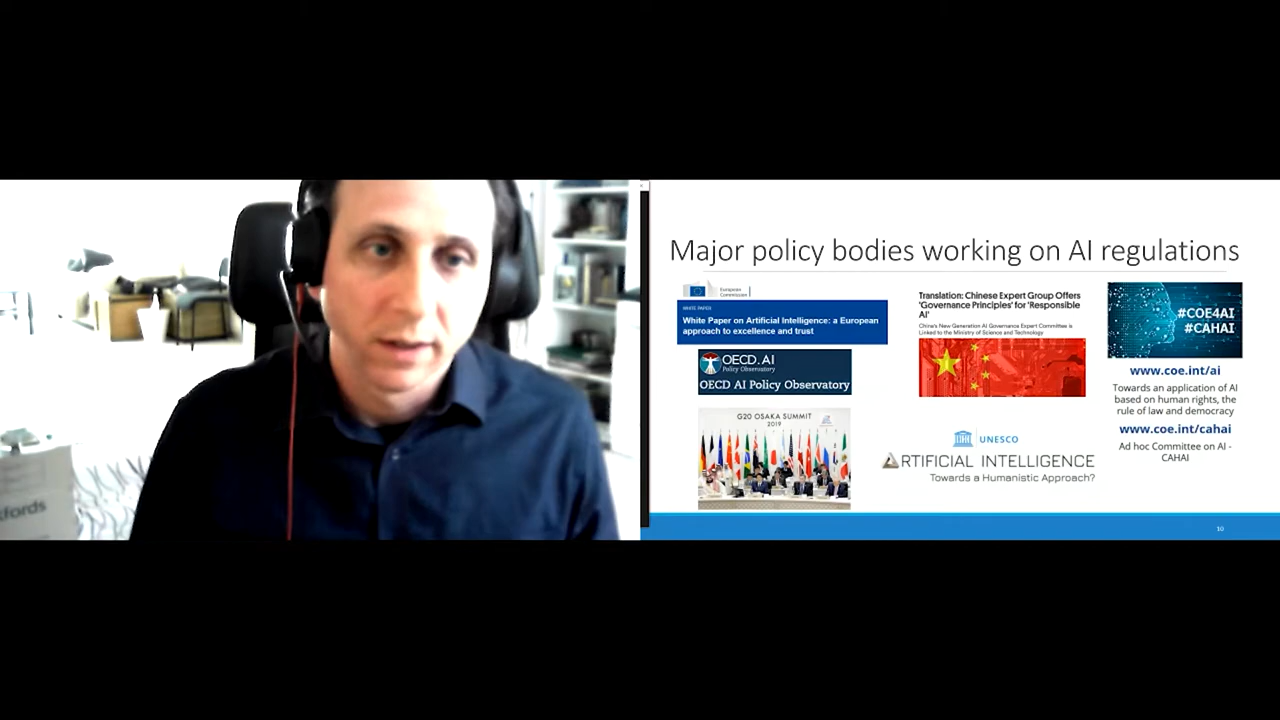 Major policy bodies working on AI regulations
European
Commission
WHITE PAPER
White Paper on Artificial Intelligence: a European
approach to excellence and trust
OECD.AI
Policy Observatory
OECD AI Policy Observatory
G20 OSAKA SUMMIT
2019
Translation: Chinese Expert Group Offers
'Governance Principles' for 'Responsible
AI'
China's New Generation AI Governance Expert Committee is
Linked to the Ministry of Science and Technology
UNESCO
ARTIFICIAL INTELLIGENCE
Towards a Humanistic Approach?
#COE4AI
#CAHAI
www.coe.int/ai
Towards an application of AI
based on human rights, the
rule of law and democracy
www.coe.int/cahai
Ad hoc Committee on AI -
CAHAI
10